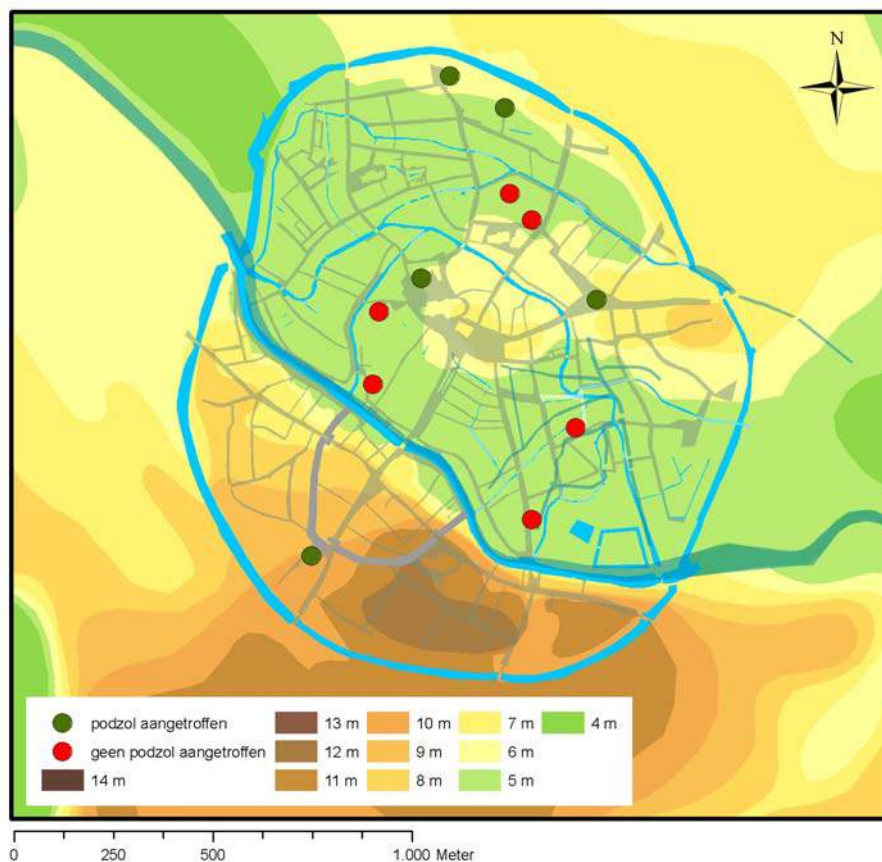 N
podzol aangetroffen
geen podzol aangetroffen
14 m
13 m
12 m
11 m
10 m
9 m
8 m
7 m
6 m
5 m
4 m
0 250 500 1.000 Meter